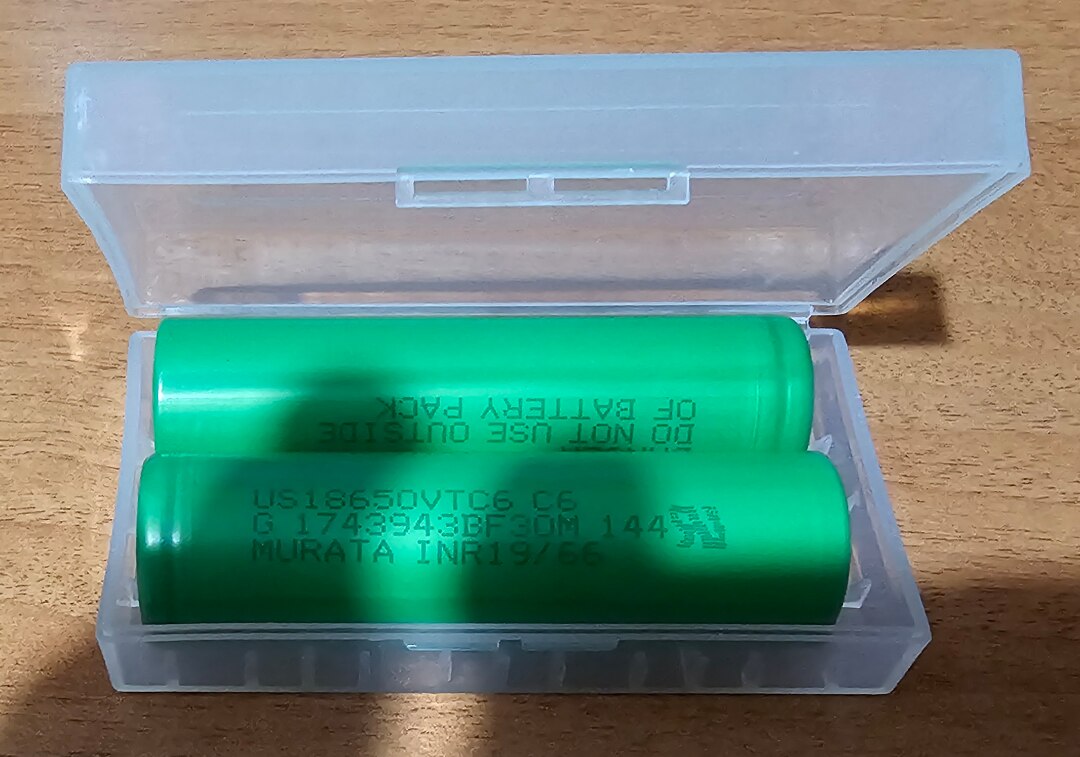 OF BATTERY PACK
DO NOT USE OUTSIDE
US18650VTC6 C6
G 1743943BF30M 144
MURATA INR19/66